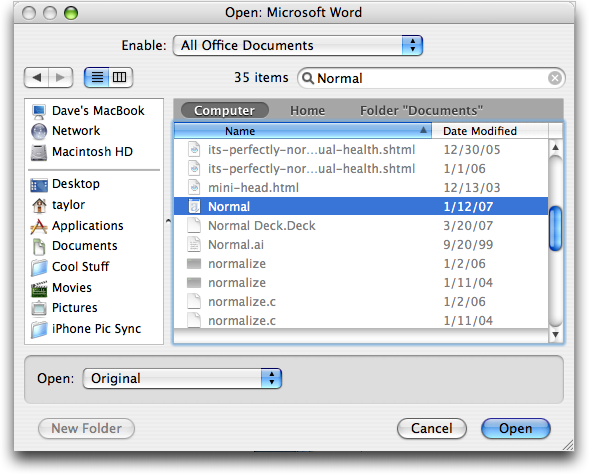 Open: Microsoft Word
Enable: All Office Documents
35 items Normal
Computer Home Folder "Documents"
Name Date Modified
Dave's MacBook
Network
Macintosh HD
Desktop
taylor
Applications
Documents
Cool Stuff
Movies
Pictures
iPhone Pic Sync
its-perfectly-nor...ual-health.shtml 12/30/05
its-perfectly-nor...ual-health.shtml 1/1/06
mini-head.html 12/13/03
Normal 1/12/07
Normal Deck.Deck 3/20/07
Normal.ai 9/20/99
normalize 1/2/06
normalize 1/11/04
normalize.c 1/2/06
normalize.c 1/11/04
Open: Original
New Folder Cancel Open